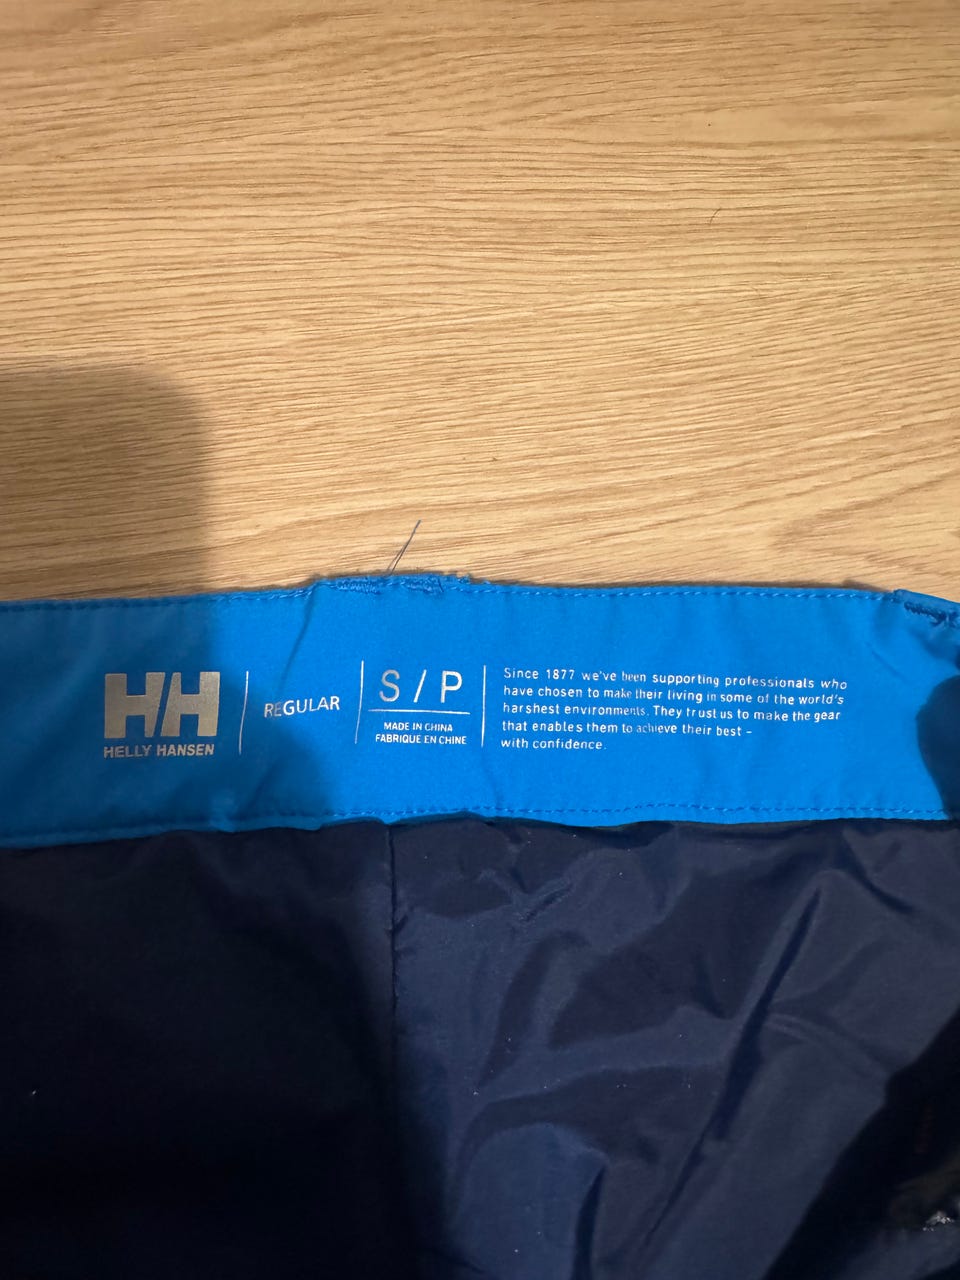 HH
HELLY HANSEN
REGULAR
S / P
MADE IN CHINA
FABRIQUE EN CHINE
Since 1877 we've been supporting professionals who
have chosen to make their living in some of the world's
harshest environments. They trust us to make the gear
that enables them to achieve their best –
with confidence.